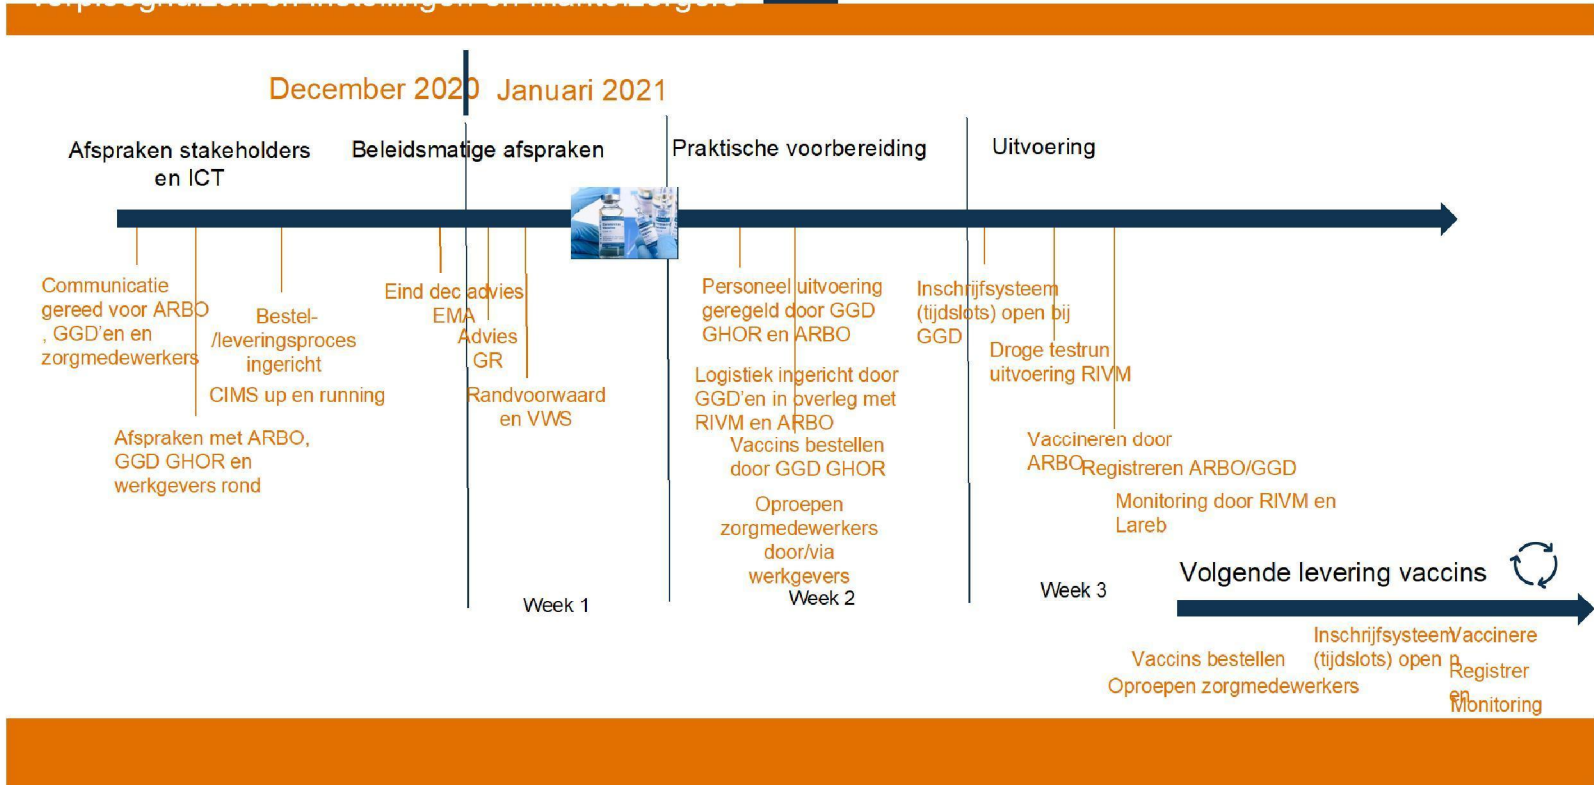 verpleeghuizen en instellingen en mantelzorgers
December 2020
Januari 2021
Afspraken stakeholders
en ICT
Beleidsmatige afspraken
Praktische voorbereiding
Uitvoering
Communicatie
gereed voor ARBO
, GGD'en en
zorgmedewerkers
Bestel-
/leveringsproces
ingericht
CIMS up en running
Afspraken met ARBO,
GGD GHOR en
werkgevers rond
Eind dec advies
EMA
Advies
GR
Randvoorwaard
en VWS
Week 1
Personeel uitvoering
geregeld door GGD
GHOR en ARBO
Logistiek ingericht door
GGD'en in overleg met
RIVM en ARBO
Vaccins bestellen
door GGD GHOR
Oproepen
zorgmedewerkers
door/via
werkgevers
Week 2
Inschrijfsysteem
(tijdslots) open bij
GGD
Droge testrun
uitvoering RIVM
Vaccineren door
ARBO
Registreren ARBO/GGD
Monitoring door RIVM en
Lareb
Week 3
Volgende levering vaccins
Vaccins bestellen
Oproepen zorgmedewerkers
Inschrijfsysteem
(tijdslots) open
Vaccinere
n
Registrer
en
Monitoring